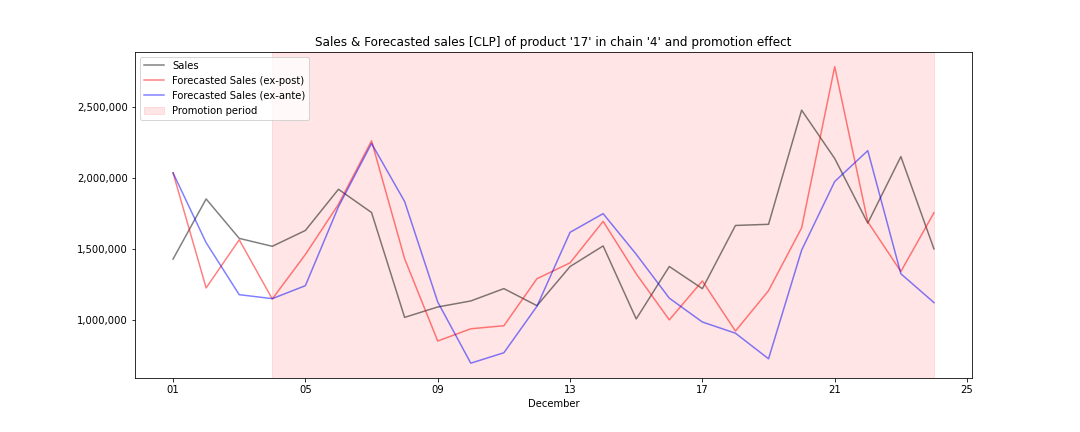 Sales & Forecasted sales [CLP] of product '17' in chain '4' and promotion effect
Sales
Forecasted Sales (ex-post)
Forecasted Sales (ex-ante)
Promotion period
2,500,000
2,000,000
1,500,000
1,000,000
01 05 09 13 17 21 25
December